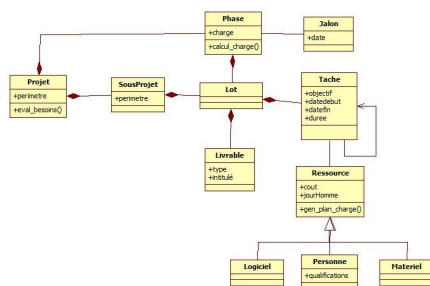 Phase
+charge
+calcul_charge()
Jalon
+date
Projet
+perimetre
+eval_besoins()
SousProjet
+perimetre
Lot
Tache
+objectif
+datedebut
+datefin
+duree
Livrable
+type
+intitulé
Ressource
+cout
+jourHomme
+gen_plan_charge()
Logiciel
Personne
+qualifications
Materiel